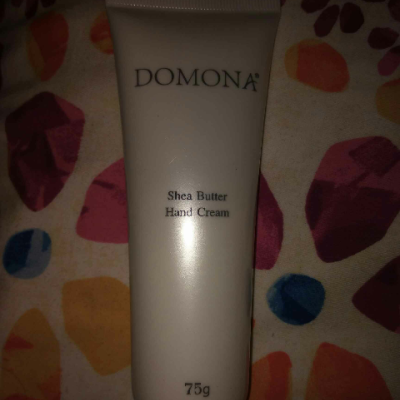 DOMONA®
Shea Butter
Hand Cream
75g